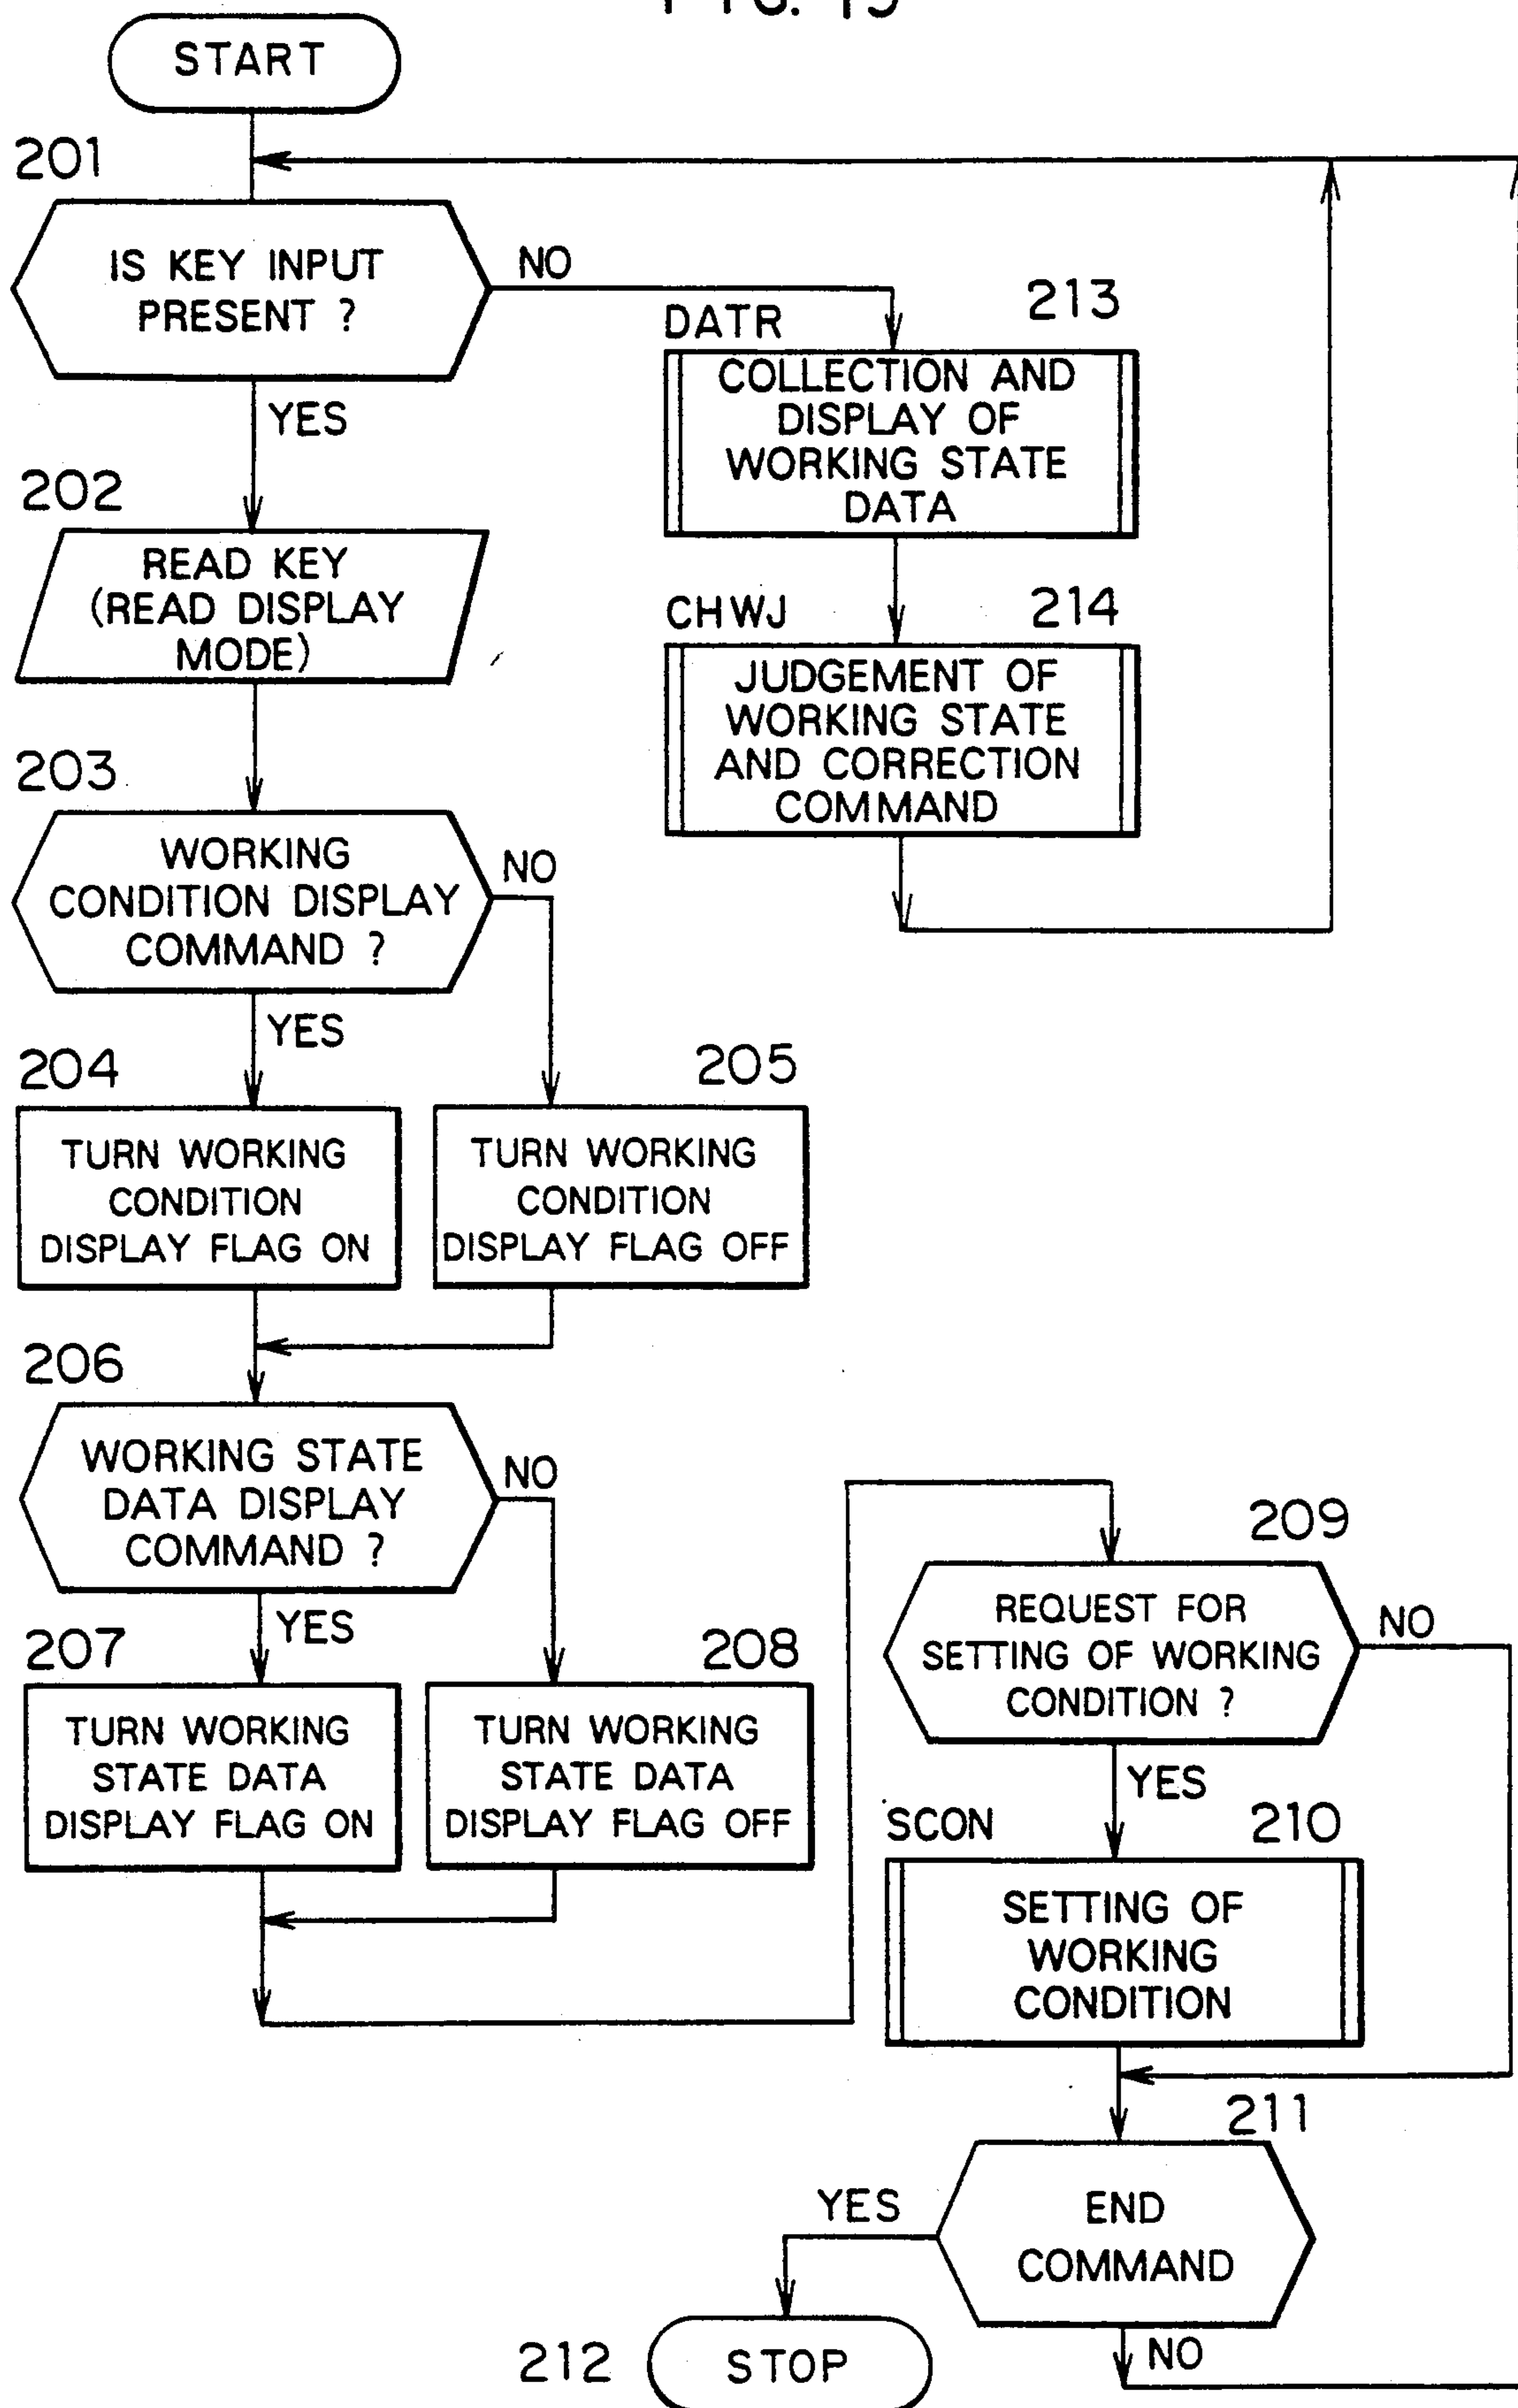 FIG. 19
START
201
IS KEY INPUT
PRESENT ?
NO
YES
DATR
213
COLLECTION AND
DISPLAY OF
WORKING STATE
DATA
202
READ KEY
(READ DISPLAY
MODE)
CHWJ
214
JUDGEMENT OF
WORKING STATE
AND CORRECTION
COMMAND
203
WORKING
CONDITION DISPLAY
COMMAND ?
NO
YES
204
TURN WORKING
CONDITION
DISPLAY FLAG ON
205
TURN WORKING
CONDITION
DISPLAY FLAG OFF
206
WORKING STATE
DATA DISPLAY
COMMAND ?
NO
YES
207
TURN WORKING
STATE DATA
DISPLAY FLAG ON
208
TURN WORKING
STATE DATA
DISPLAY FLAG OFF
209
REQUEST FOR
SETTING OF WORKING
CONDITION ?
NO
YES
SCON
210
SETTING OF
WORKING
CONDITION
211
END
COMMAND
YES
NO
212
STOP